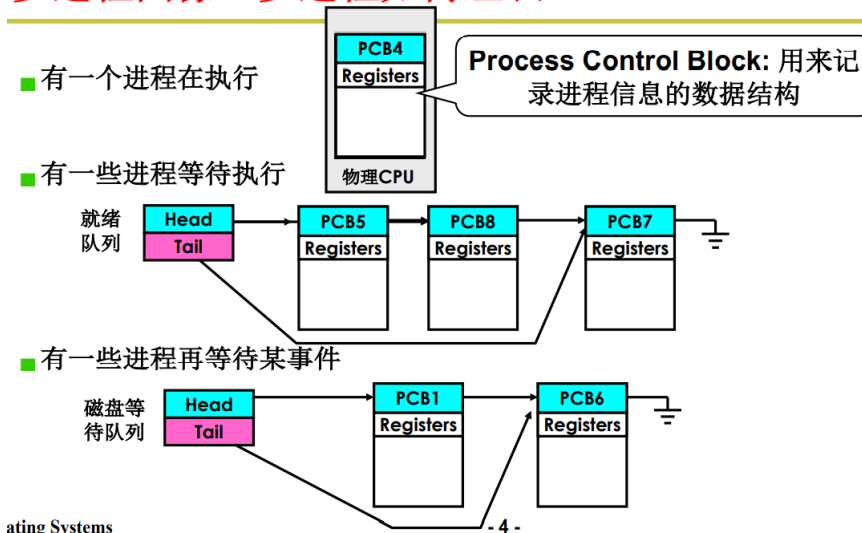 PCB4
Registers
物理CPU
Process Control Block: 用来记
录进程信息的数据结构
有一个进程在执行
有一些进程等待执行
就绪
队列
Head
Tail
PCB5
Registers
PCB8
Registers
PCB7
Registers
有一些进程再等待某事件
磁盘等
待队列
Head
Tail
PCB1
Registers
PCB6
Registers
ating Systems
- 4 -